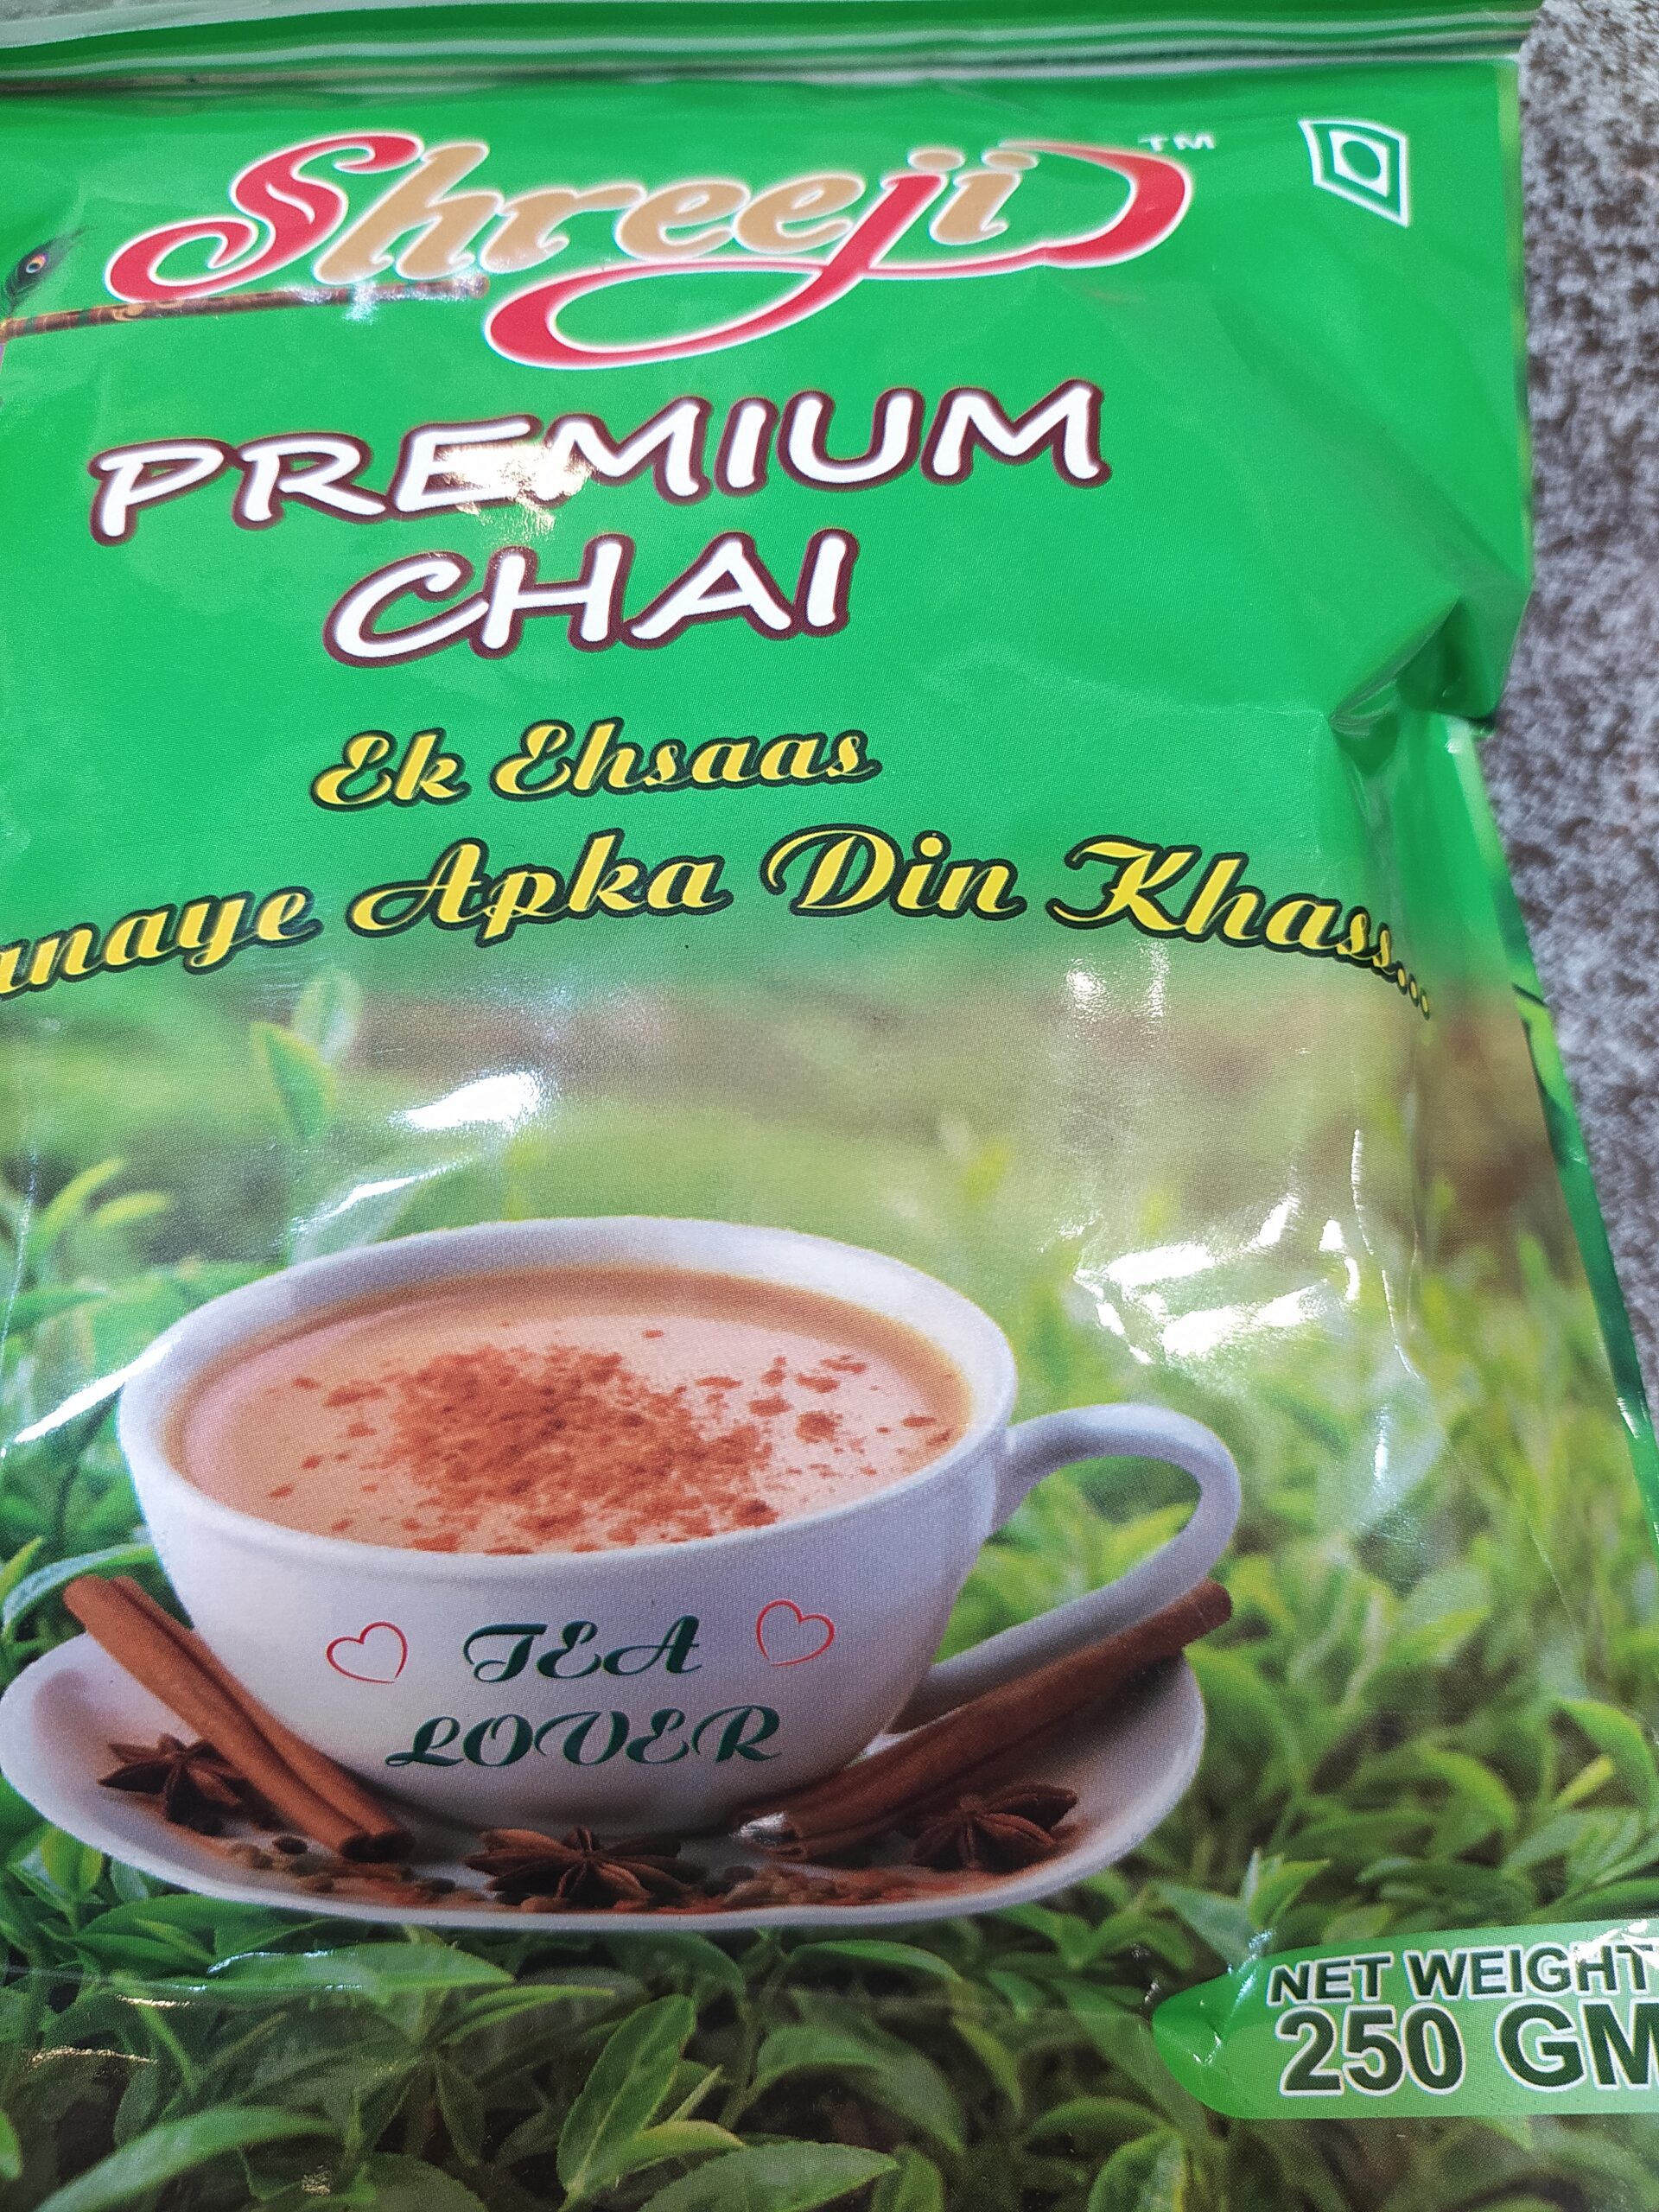 Shreeji TM
PREMIUM
CHAI
Ek Ehsaas
Apka Din Khass...
TEA
LOVER
NET WEIGHT
250 GM